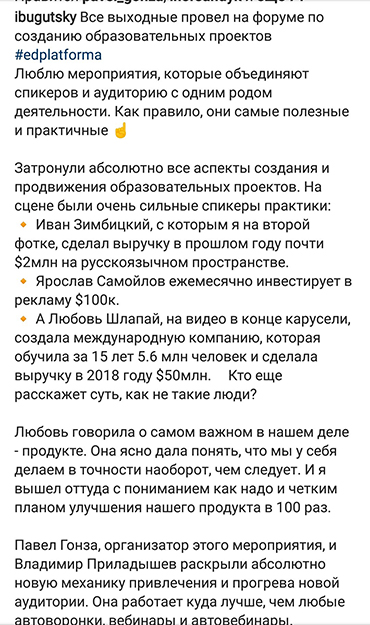 ibugutsky Все выходные провел на форуме по
созданию образовательных проектов
#edplatforma
Люблю мероприятия, которые объединяют
спикеров и аудиторию с одним родом
деятельности. Как правило, они самые полезные
и практичные ☝
Затронули абсолютно все аспекты создания и
продвижения образовательных проектов. На
сцене были очень сильные спикеры практики:
🔸 Иван Зимбицкий, с которым я на второй
фотке, сделал выручку в прошлом году почти
$2млн на русскоязычном пространстве.
🔸 Ярослав Самойлов ежемесячно инвестирует в
рекламу $100к.
🔸 А Любовь Шлапай, на видео в конце карусели,
создала международную компанию, которая
обучила за 15 лет 5.6 млн человек и сделала
выручку в 2018 году $50млн. Кто еще
расскажет суть, как не такие люди?
Любовь говорила о самом важном в нашем деле
- продукте. Она ясно дала понять, что мы у себя
делаем в точности наоборот, чем следует. И я
вышел оттуда с пониманием как надо и четким
планом улучшения нашего продукта в 100 раз.
Павел Гонза, организатор этого мероприятия, и
Владимир Приладышев раскрыли абсолютно
новую механику привлечения и прогрева новой
аудитории. Она работает куда лучше, чем любые
автоворонки, вебинары и автовебинары.